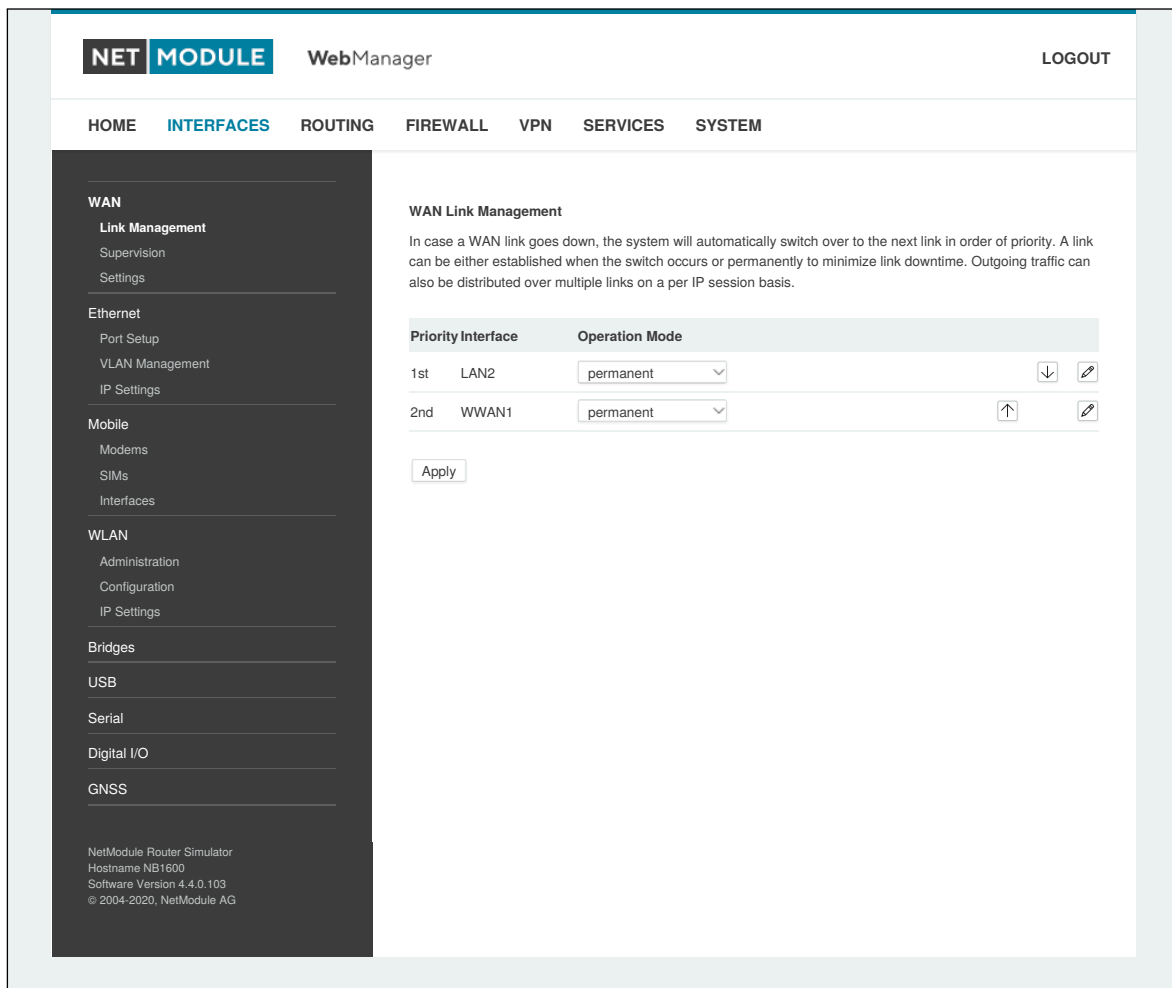 NET MODULE WebManager LOGOUT
HOME INTERFACES ROUTING FIREWALL VPN SERVICES SYSTEM
WAN
Link Management
Supervision
Settings
Ethernet
Port Setup
VLAN Management
IP Settings
Mobile
Modems
SIMs
Interfaces
WLAN
Administration
Configuration
IP Settings
Bridges
USB
Serial
Digital I/O
GNSS
NetModule Router Simulator
Hostname NB1600
Software Version 4.4.0.103
© 2004-2020, NetModule AG
WAN Link Management
In case a WAN link goes down, the system will automatically switch over to the next link in order of priority. A link
can be either established when the switch occurs or permanently to minimize link downtime. Outgoing traffic can
also be distributed over multiple links on a per IP session basis.
Priority Interface Operation Mode
1st LAN2 permanent
2nd WWAN1 permanent
Apply